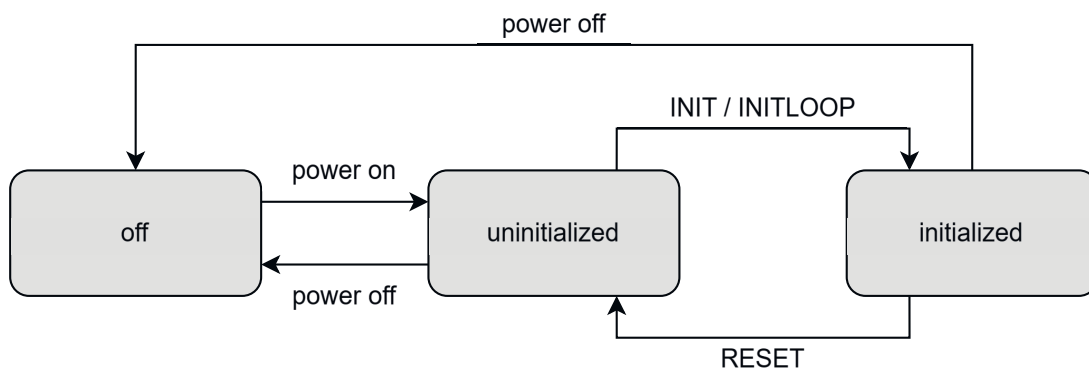 power off
INIT / INITLOOP
power on
off
uninitialized
initialized
power off
RESET